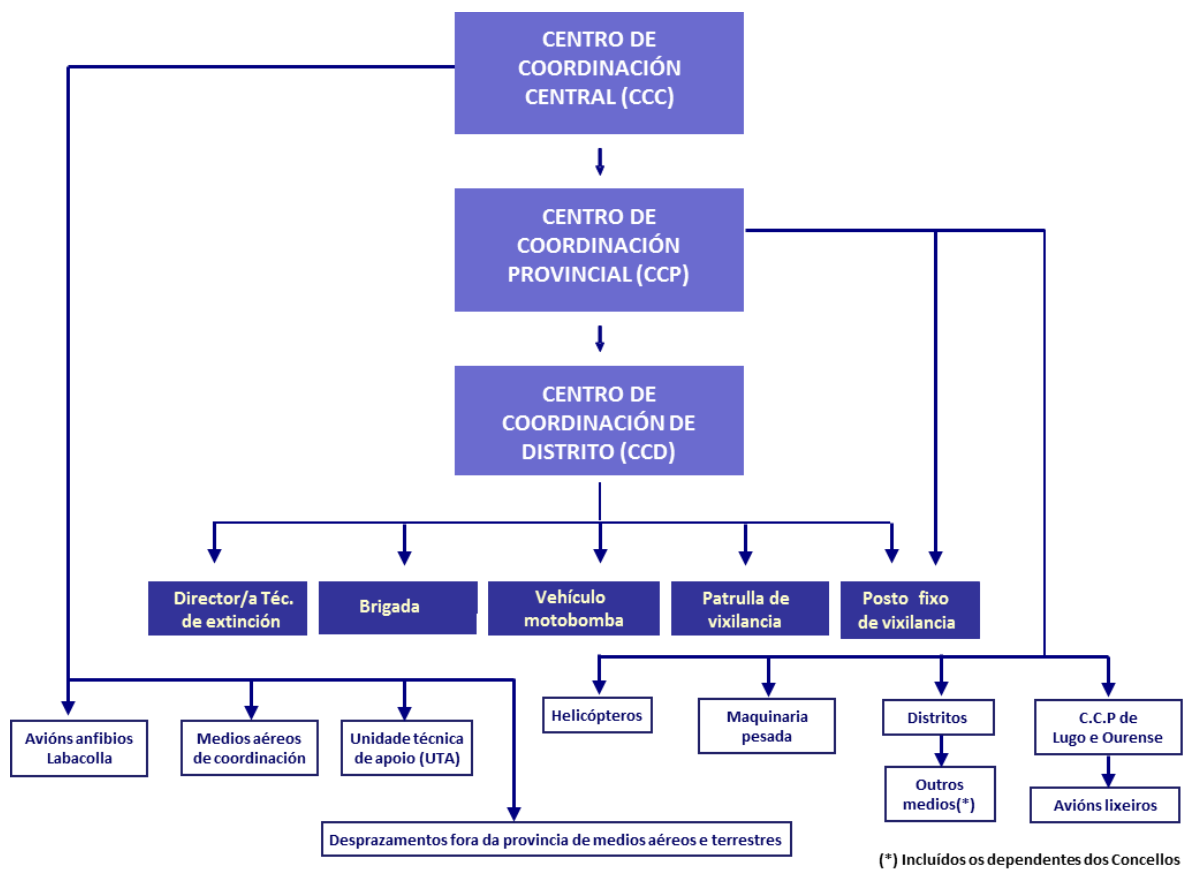 CENTRO DE
COORDINACIÓN
CENTRAL (CCC)
CENTRO DE
COORDINACIÓN
PROVINCIAL (CCP)
CENTRO DE
COORDINACIÓN DE
DISTRITO (CCD)
Director/a Téc.
de extinción
Brigada
Vehículo
motobomba
Patrulla de
vixilancia
Posto fixo
de vixilancia
Avións anfibios
Labacolla
Medios aéreos
de coordinación
Unidade técnica
de apoio (UTA)
Helicópteros
Maquinaria
pesada
Distritos
C.C.P de
Lugo e Ourense
Outros
medios(*)
Avións lixeiros
Desprazamentos fora da provincia de medios aéreos e terrestres
(*) Incluídos os dependentes dos Concellos